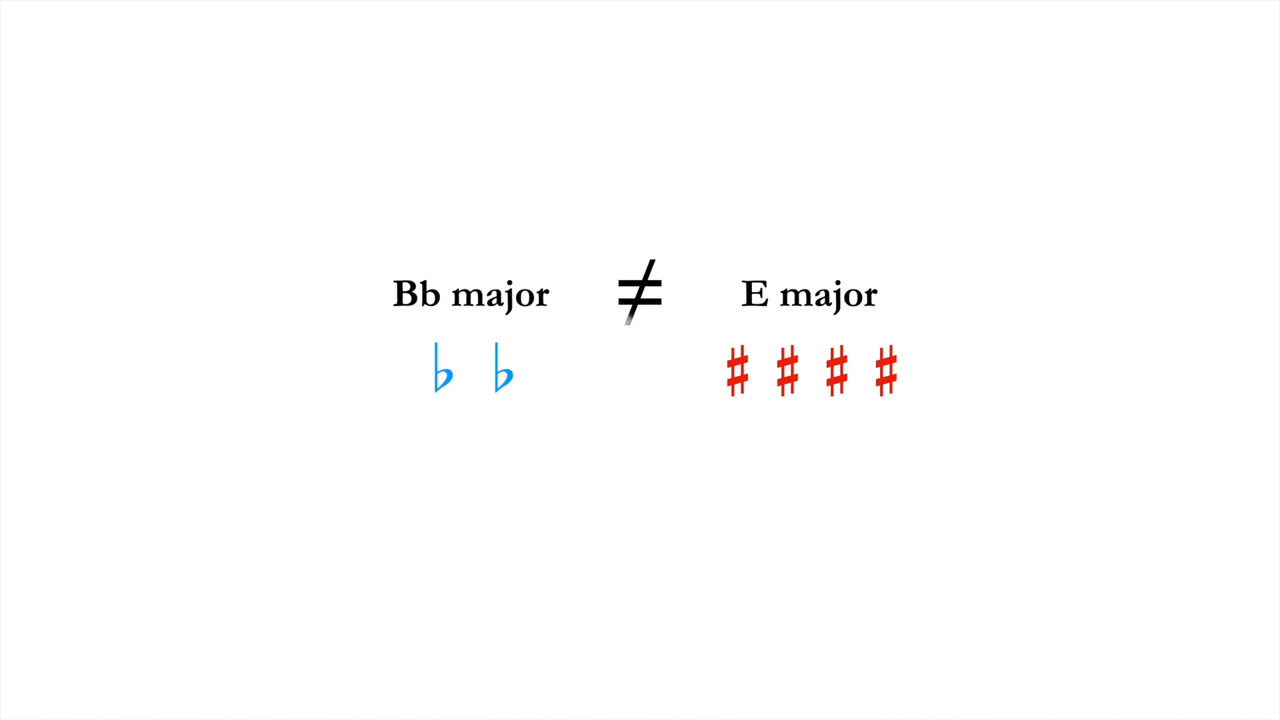 Bb major ≠ E major
♭ ♭ ♯ ♯ ♯ ♯